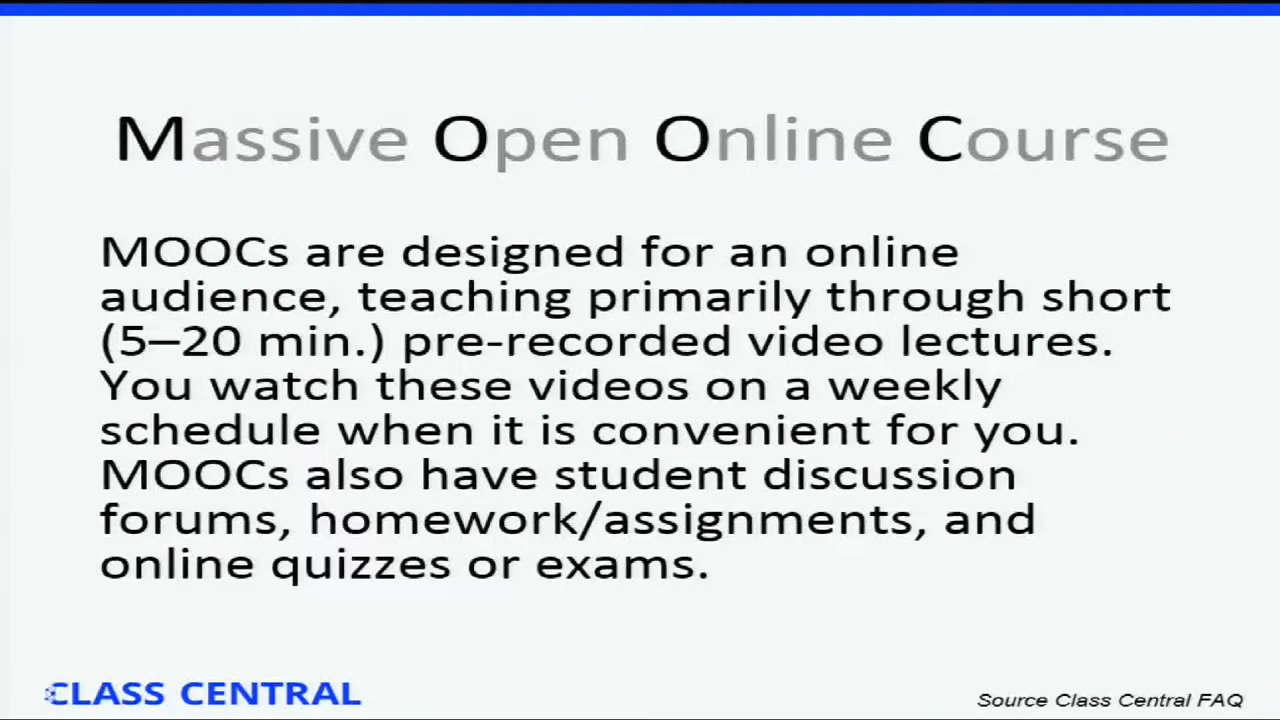 Massive Open Online Course
MOOCs are designed for an online
audience, teaching primarily through short
(5–20 min.) pre-recorded video lectures.
You watch these videos on a weekly
schedule when it is convenient for you.
MOOCs also have student discussion
forums, homework/assignments, and
online quizzes or exams.
CLASS CENTRAL
Source Class Central FAQ